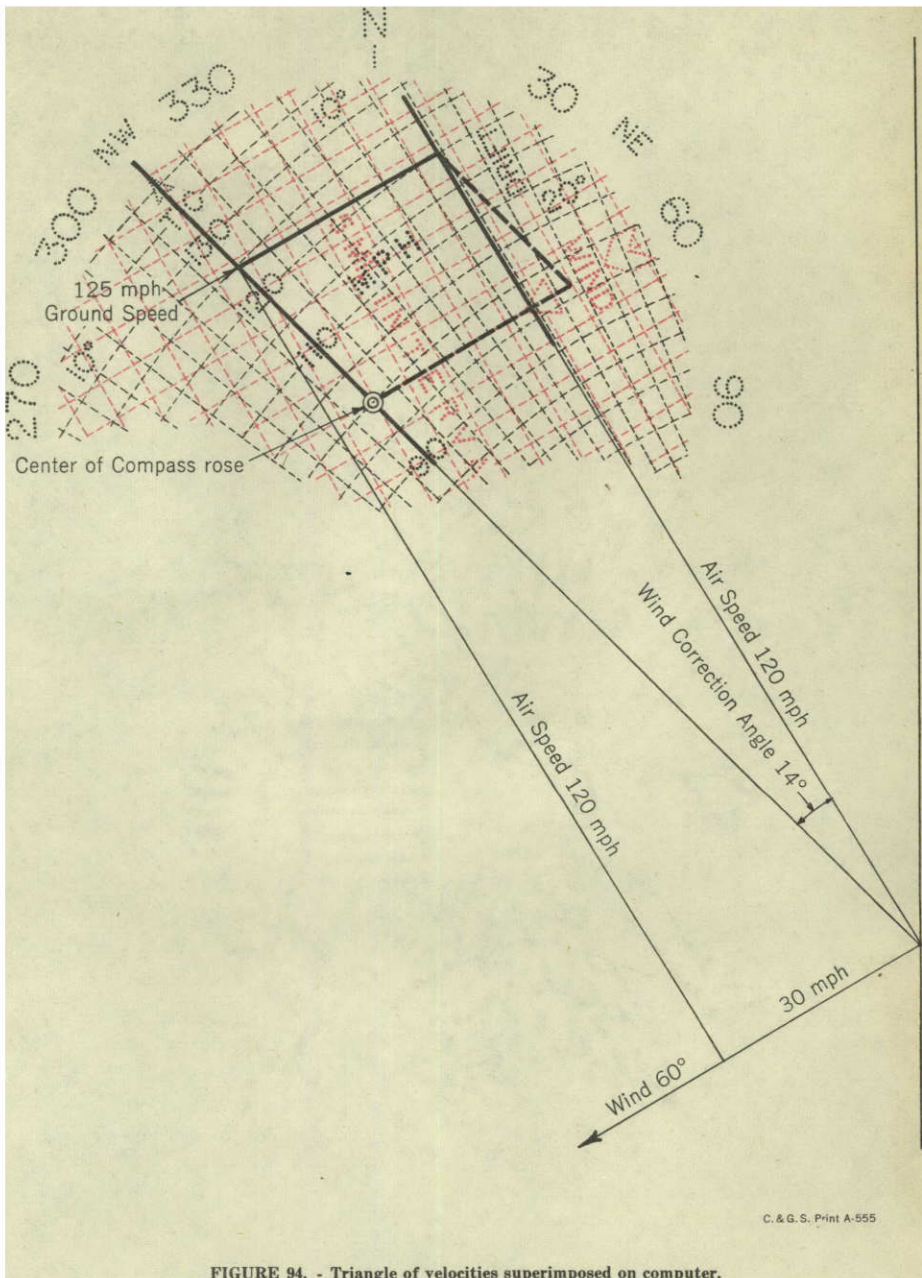 N
330
30
NW
NE
10°
300
DRIFT
20°
60
130
MPH
WIND
125 mph
Ground Speed
120
110
10°
270
90
90
Center of Compass rose
Air Speed 120 mph
Wind Correction Angle 14°
Air Speed 120 mph
30 mph
Wind 60°
C. & G. S. Print A-555
FIGURE 94. - Triangle of velocities superimposed on computer.